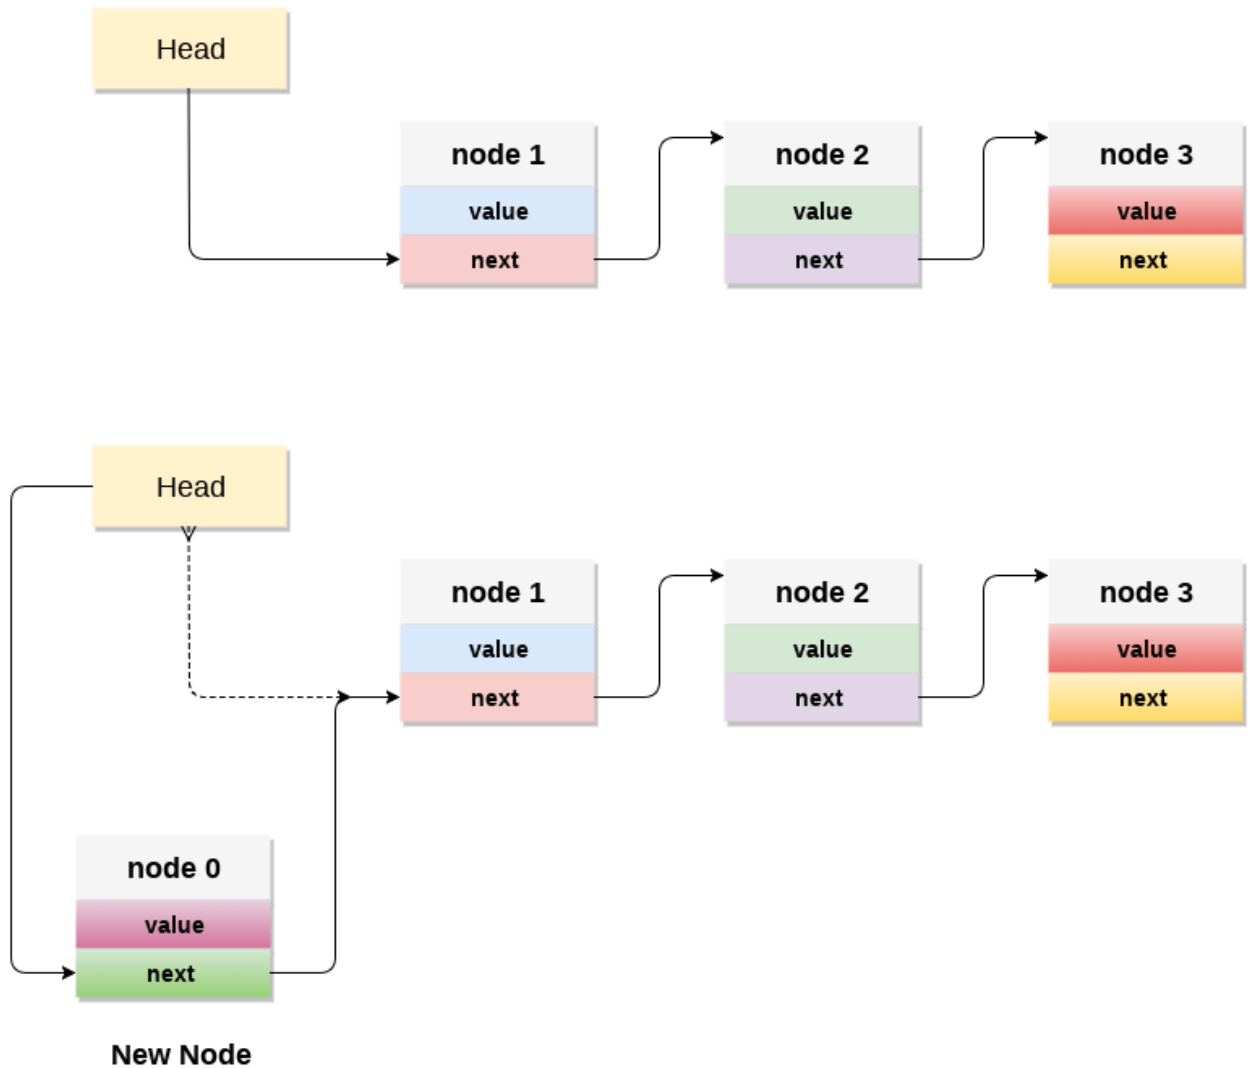 Head
node 1
value
next
node 2
value
next
node 3
value
next
Head
node 1
value
next
node 2
value
next
node 3
value
next
node 0
value
next
New Node